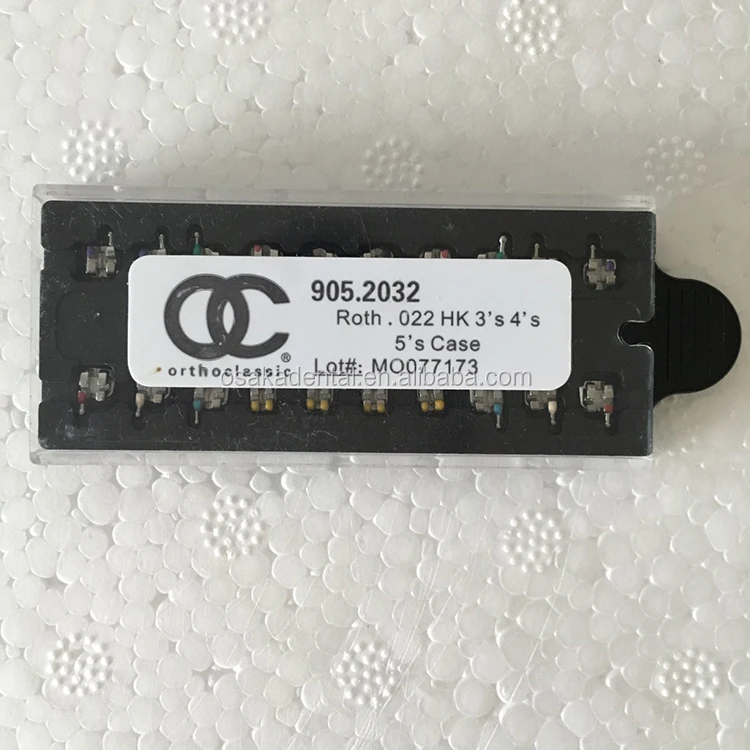 OC
orthoclassic®
905.2032
Roth . 022 HK 3's 4's
5's Case
Lot#: MO077173
osakadental.en.alibaba.com